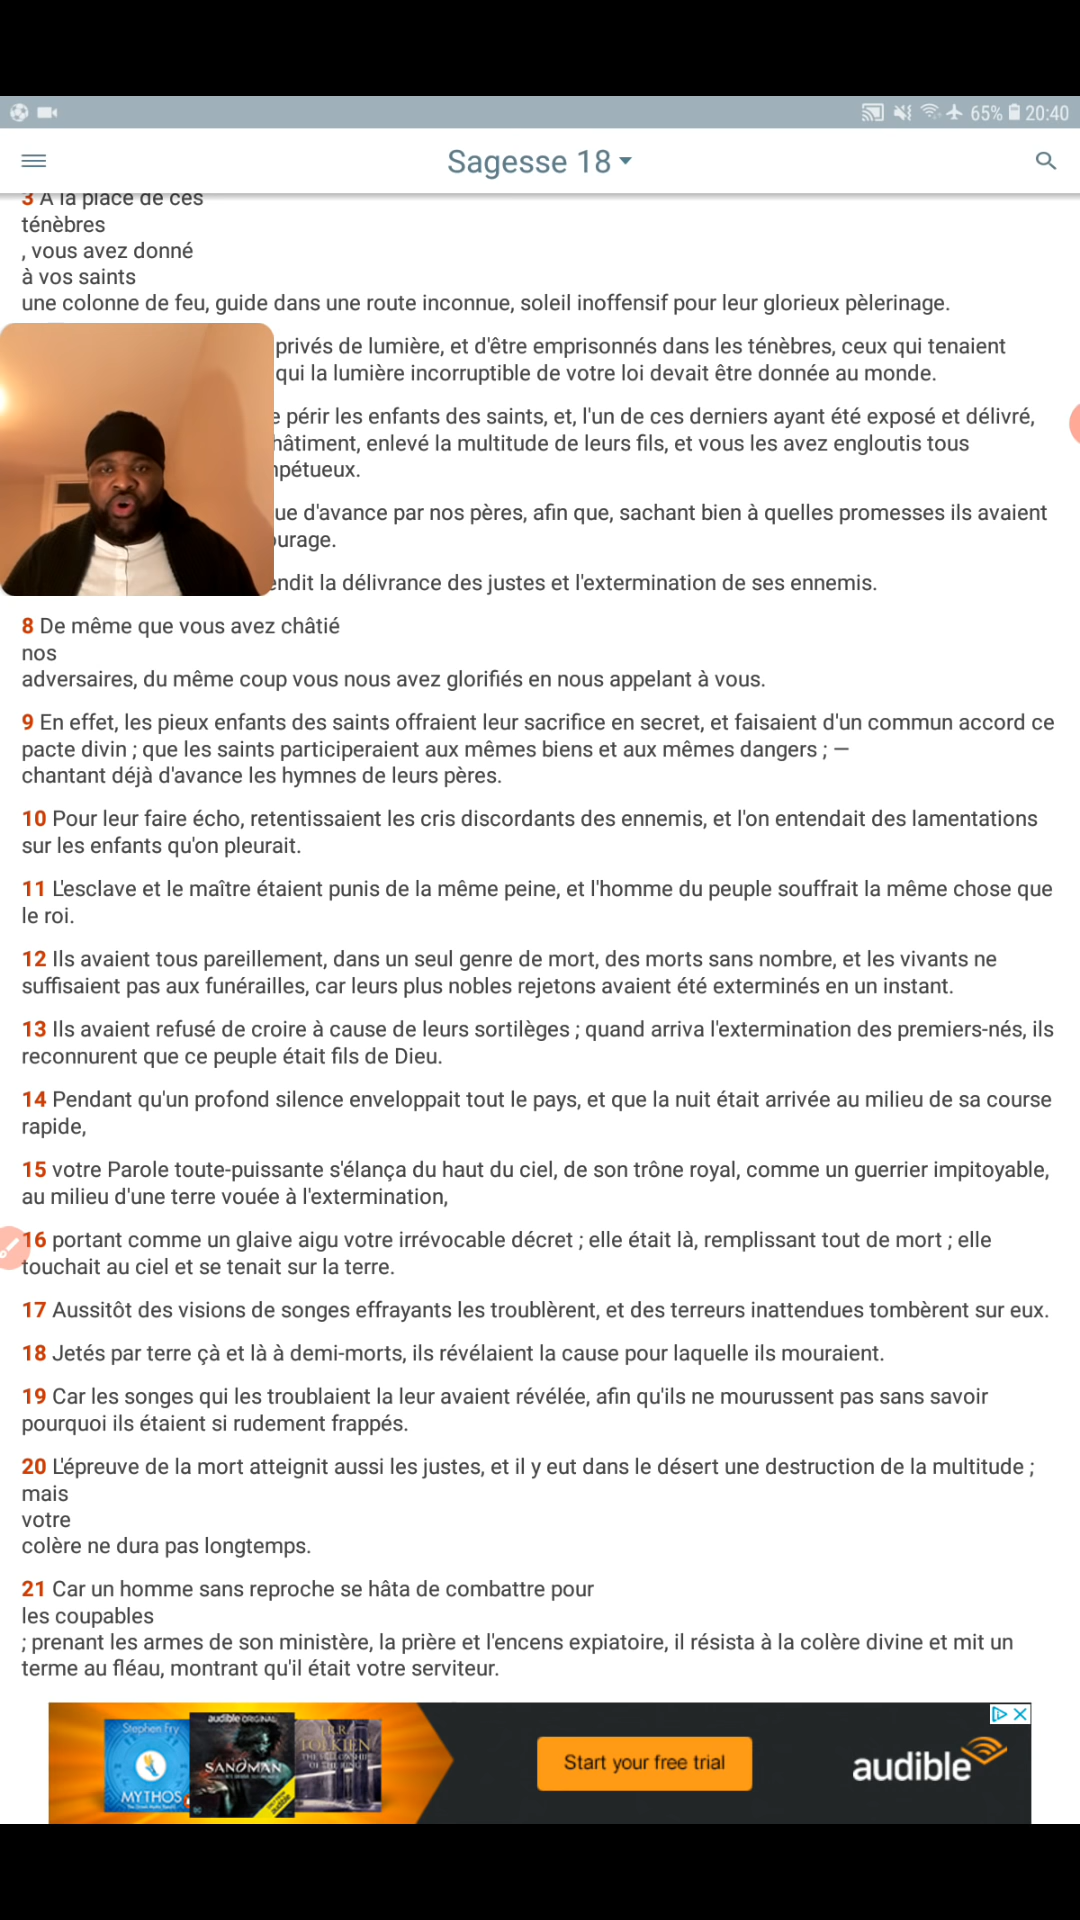 65% 20:40
Sagesse 18
3 A la place de ces
ténèbres
, vous avez donné
à vos saints
une colonne de feu, guide dans une route inconnue, soleil inoffensif pour leur glorieux pèlerinage.
privés de lumière, et d'être emprisonnés dans les ténèbres, ceux qui tenaient
qui la lumière incorruptible de votre loi devait être donnée au monde.
périr les enfants des saints, et, l'un de ces derniers ayant été exposé et délivré,
hâtiment, enlevé la multitude de leurs fils, et vous les avez engloutis tous
pétueux.
ue d'avance par nos pères, afin que, sachant bien à quelles promesses ils avaient
ourage.
endit la délivrance des justes et l'extermination de ses ennemis.
8 De même que vous avez châtié
nos
adversaires, du même coup vous nous avez glorifiés en nous appelant à vous.
9 En effet, les pieux enfants des saints offraient leur sacrifice en secret, et faisaient d'un commun accord ce
pacte divin ; que les saints participeraient aux mêmes biens et aux mêmes dangers ; —
chantant déjà d'avance les hymnes de leurs pères.
10 Pour leur faire écho, retentissaient les cris discordants des ennemis, et l'on entendait des lamentations
sur les enfants qu'on pleurait.
11 L'esclave et le maître étaient punis de la même peine, et l'homme du peuple souffrait la même chose que
le roi.
12 Ils avaient tous pareillement, dans un seul genre de mort, des morts sans nombre, et les vivants ne
suffisaient pas aux funérailles, car leurs plus nobles rejetons avaient été exterminés en un instant.
13 Ils avaient refusé de croire à cause de leurs sortilèges ; quand arriva l'extermination des premiers-nés, ils
reconnurent que ce peuple était fils de Dieu.
14 Pendant qu'un profond silence enveloppait tout le pays, et que la nuit était arrivée au milieu de sa course
rapide,
15 votre Parole toute-puissante s'élança du haut du ciel, de son trône royal, comme un guerrier impitoyable,
au milieu d'une terre vouée à l'extermination,
16 portant comme un glaive aigu votre irrévocable décret ; elle était là, remplissant tout de mort ; elle
touchait au ciel et se tenait sur la terre.
17 Aussitôt des visions de songes effrayants les troublèrent, et des terreurs inattendues tombèrent sur eux.
18 Jetés par terre çà et là à demi-morts, ils révélaient la cause pour laquelle ils mouraient.
19 Car les songes qui les troublaient la leur avaient révélée, afin qu'ils ne mourussent pas sans savoir
pourquoi ils étaient si rudement frappés.
20 L'épreuve de la mort atteignit aussi les justes, et il y eut dans le désert une destruction de la multitude ;
mais
votre
colère ne dura pas longtemps.
21 Car un homme sans reproche se hâta de combattre pour
les coupables
; prenant les armes de son ministère, la prière et l'encens expiatoire, il résista à la colère divine et mit un
terme au fléau, montrant qu'il était votre serviteur.
Stephen Fry
MYTHOS
audible ORIGINAL
SANDMAN
J.R.R.
TOLKIEN
THE FELLOWSHIP
OF THE RING
Start your free trial
audible